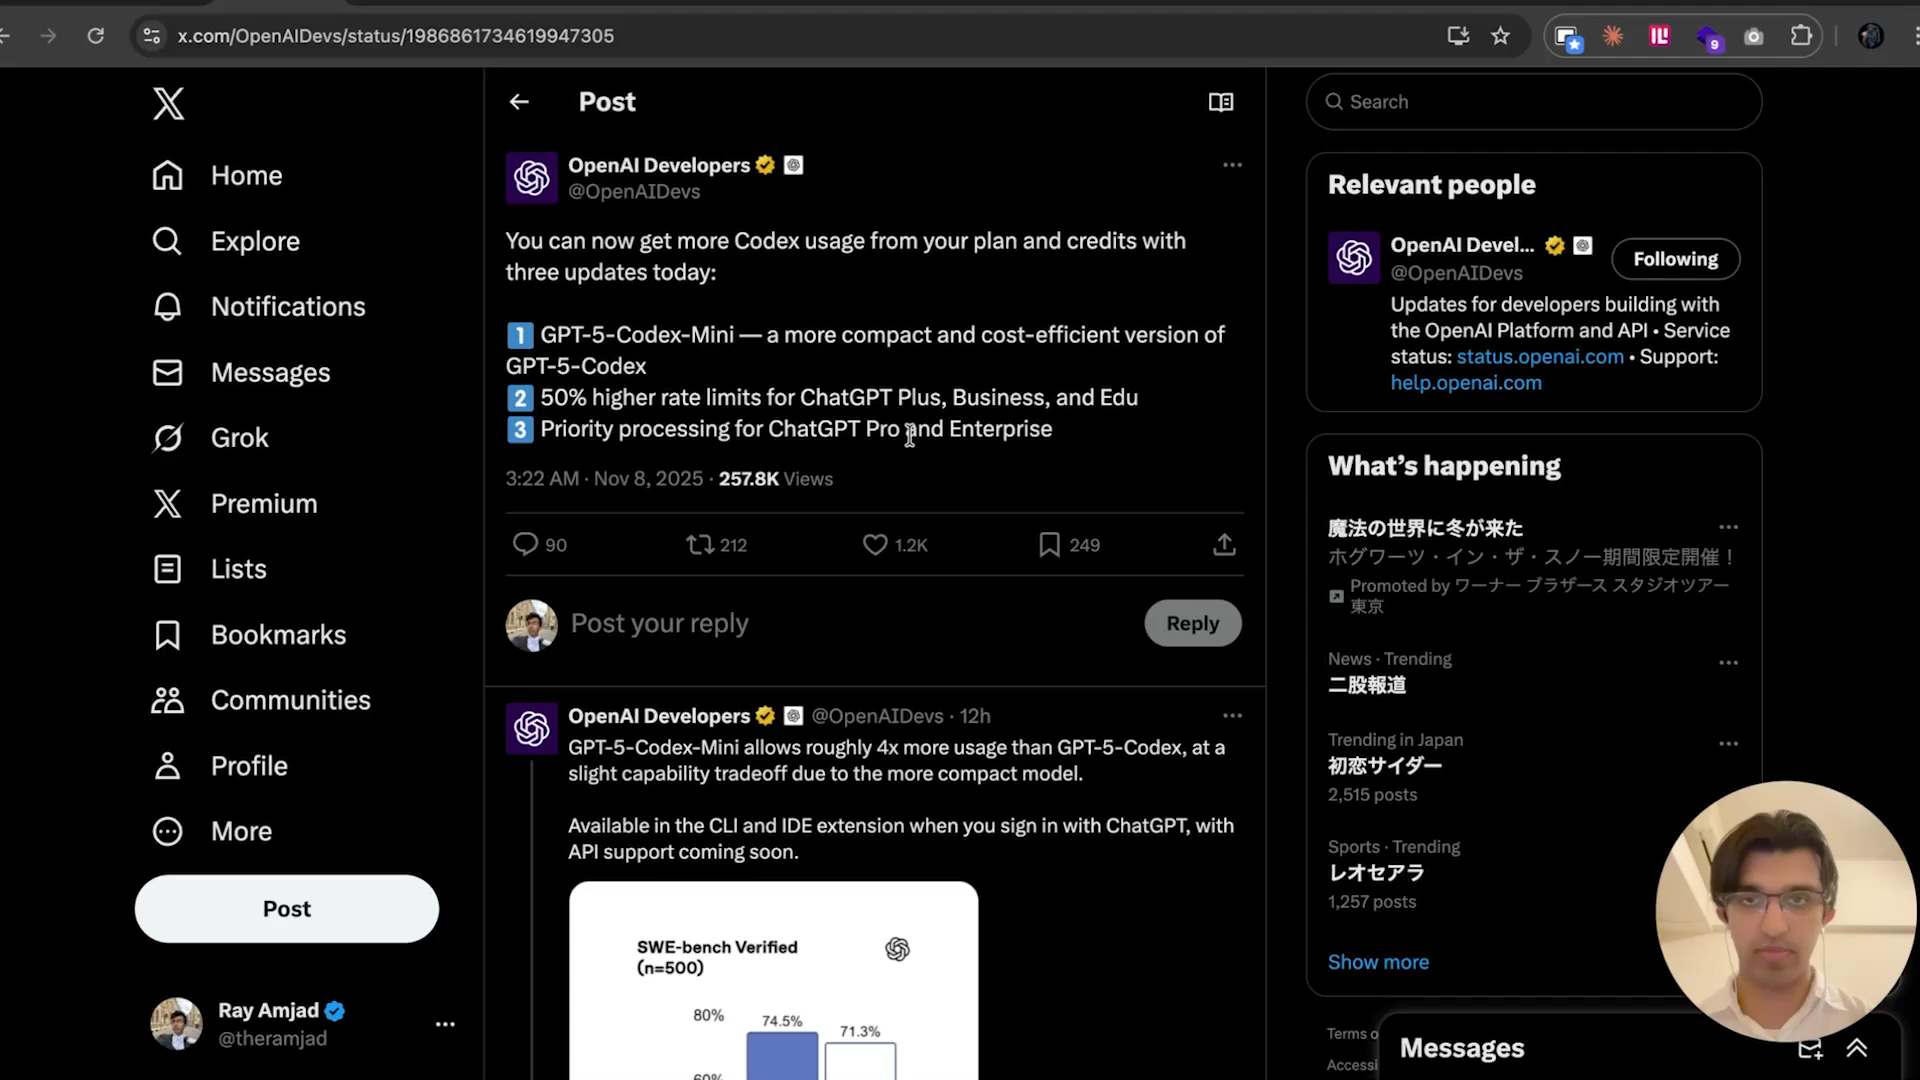 x.com/OpenAIDevs/status/1986861734619947305
9
Home
Explore
Notifications
Messages
Grok
Premium
Lists
Bookmarks
Communities
Profile
More
Post
Ray Amjad
@theramjad
Post
OpenAI Developers
@OpenAIDevs
You can now get more Codex usage from your plan and credits with
three updates today:
1 GPT-5-Codex-Mini — a more compact and cost-efficient version of
GPT-5-Codex
2 50% higher rate limits for ChatGPT Plus, Business, and Edu
3 Priority processing for ChatGPT Pro and Enterprise
3:22 AM · Nov 8, 2025 · 257.8K Views
90 212 1.2K 249
Post your reply
Reply
OpenAI Developers @OpenAIDevs · 12h
GPT-5-Codex-Mini allows roughly 4x more usage than GPT-5-Codex, at a
slight capability tradeoff due to the more compact model.
Available in the CLI and IDE extension when you sign in with ChatGPT, with
API support coming soon.
SWE-bench Verified
(n=500)
80%
74.5%
71.3%
60%
Search
Relevant people
OpenAI Devel...
@OpenAIDevs
Following
Updates for developers building with
the OpenAI Platform and API • Service
status: status.openai.com • Support:
help.openai.com
What's happening
魔法の世界に冬が来た
ホグワーツ・イン・ザ・スノー期間限定開催！
Promoted by ワーナー ブラザース スタジオツアー
東京
News · Trending
二股報道
Trending in Japan
初恋サイダー
2,515 posts
Sports · Trending
レオセアラ
1,257 posts
Show more
Terms o
Accessi
Messages